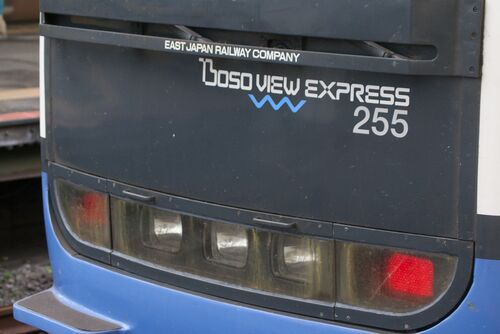 EAST JAPAN RAILWAY COMPANY
BOSO VIEW EXPRESS
255